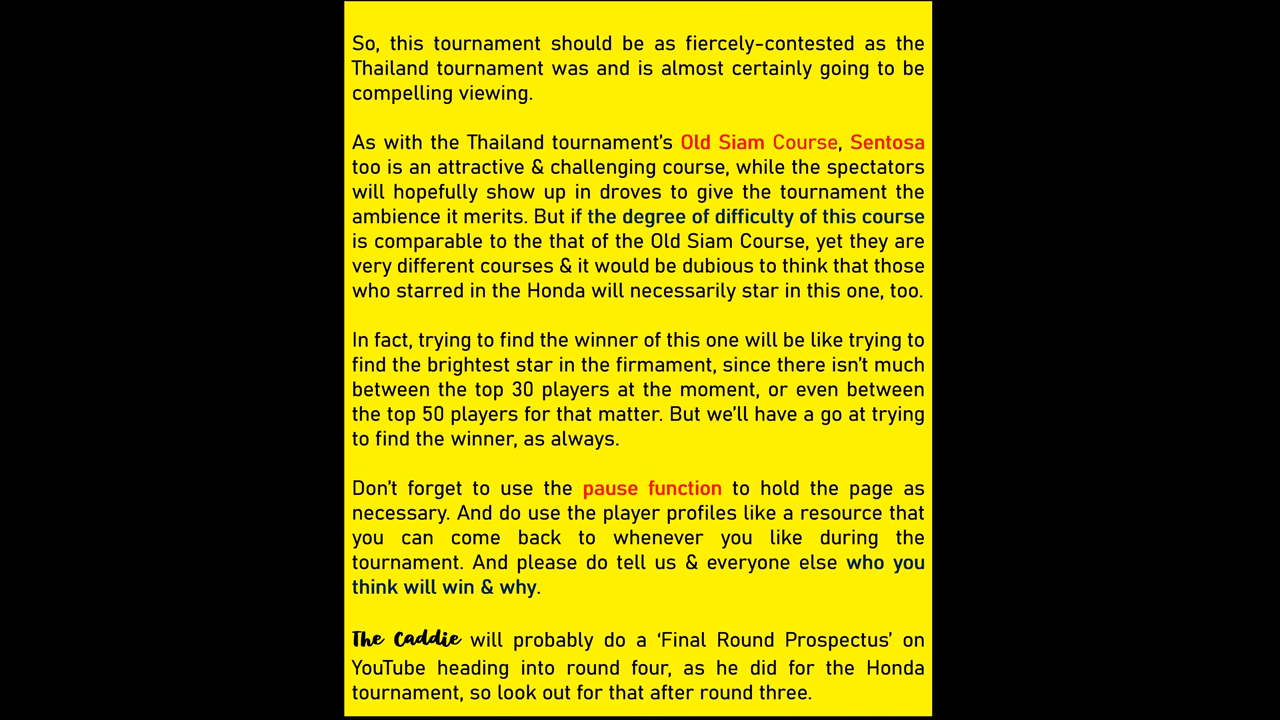 So, this tournament should be as fiercely-contested as the
Thailand tournament was and is almost certainly going to be
compelling viewing.
As with the Thailand tournament's Old Siam Course, Sentosa
too is an attractive & challenging course, while the spectators
will hopefully show up in droves to give the tournament the
ambience it merits. But if the degree of difficulty of this course
is comparable to the that of the Old Siam Course, yet they are
very different courses & it would be dubious to think that those
who starred in the Honda will necessarily star in this one, too.
In fact, trying to find the winner of this one will be like trying to
find the brightest star in the firmament, since there isn't much
between the top 30 players at the moment, or even between
the top 50 players for that matter. But we'll have a go at trying
to find the winner, as always.
Don't forget to use the pause function to hold the page as
necessary. And do use the player profiles like a resource that
you can come back to whenever you like during the
tournament. And please do tell us & everyone else who you
think will win & why.
The Caddie will probably do a 'Final Round Prospectus' on
YouTube heading into round four, as he did for the Honda
tournament, so look out for that after round three.